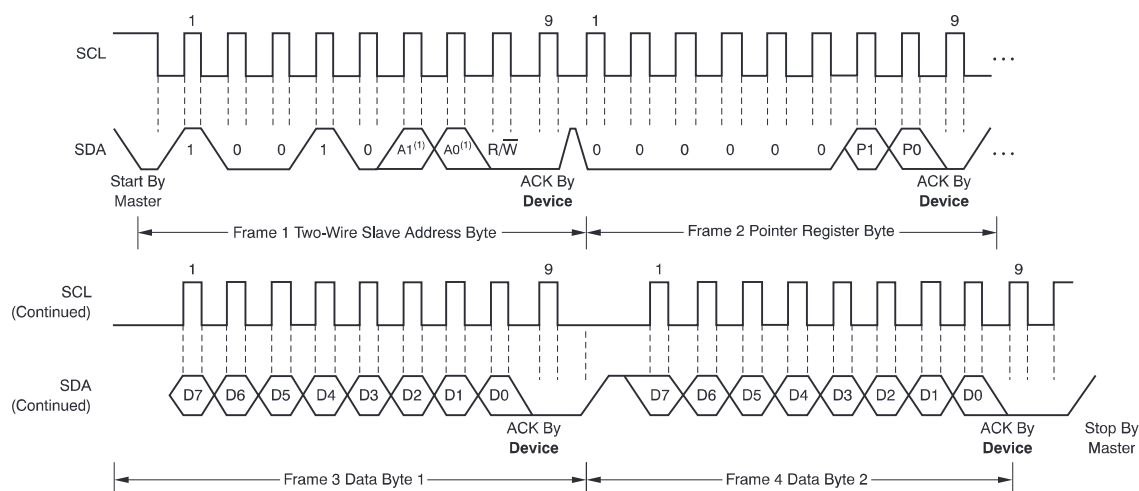 1 9 1 9
SCL
...
SDA
1 0 0 1 0 A1(1) A0(1) R/W 0 0 0 0 0 0 P1 P0
...
Start By
Master
ACK By
Device
ACK By
Device
Frame 1 Two-Wire Slave Address Byte
Frame 2 Pointer Register Byte
1 9 1 9
SCL
(Continued)
SDA
(Continued)
D7 D6 D5 D4 D3 D2 D1 D0 D7 D6 D5 D4 D3 D2 D1 D0
ACK By
Device
ACK By
Device
Stop By
Master
Frame 3 Data Byte 1
Frame 4 Data Byte 2